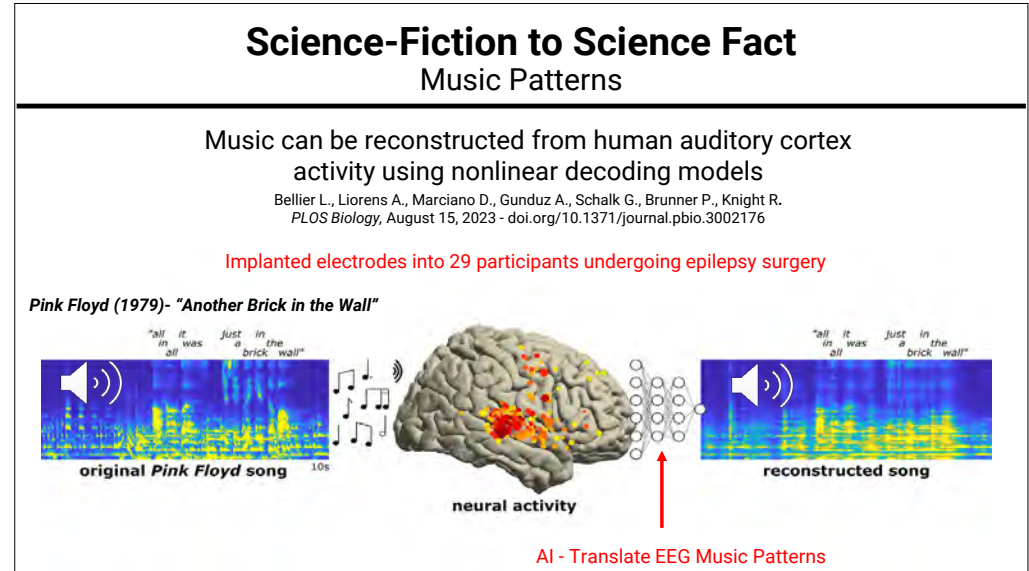 Science-Fiction to Science Fact
Music Patterns
Music can be reconstructed from human auditory cortex
activity using nonlinear decoding models
Bellier L., Liorens A., Marciano D., Gunduz A., Schalk G., Brunner P., Knight R.
PLOS Biology, August 15, 2023 - doi.org/10.1371/journal.pbio.3002176
Implanted electrodes into 29 participants undergoing epilepsy surgery
Pink Floyd (1979)- “Another Brick in the Wall”
"all it just in
in was a the
all brick wall"
10s
original Pink Floyd song
neural activity
"all it just in
in was a the
all brick wall"
reconstructed song
AI - Translate EEG Music Patterns